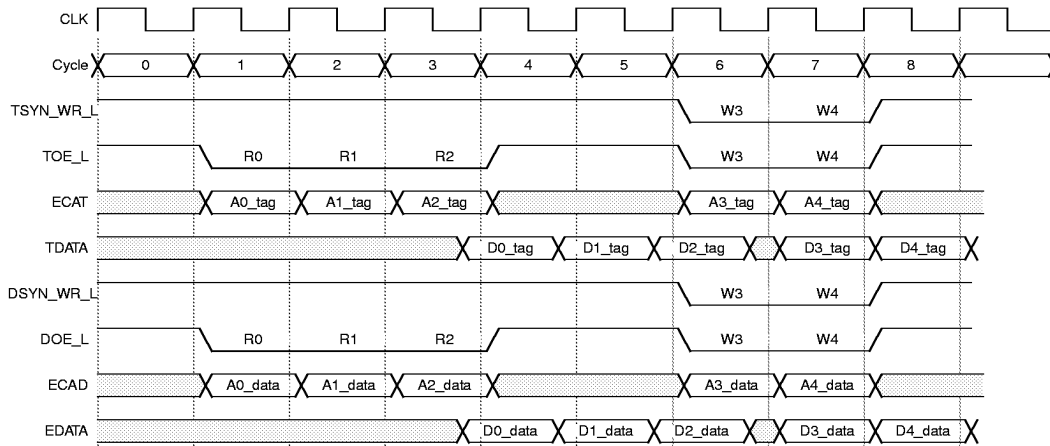 CLK
Cycle 0 1 2 3 4 5 6 7 8
TSYN_WR_L W3 W4
TOE_L R0 R1 R2 W3 W4
ECAT A0_tag A1_tag A2_tag A3_tag A4_tag
TDATA D0_tag D1_tag D2_tag D3_tag D4_tag
DSYN_WR_L W3 W4
DOE_L R0 R1 R2 W3 W4
ECAD A0_data A1_data A2_data A3_data A4_data
EDATA D0_data D1_data D2_data D3_data D4_data